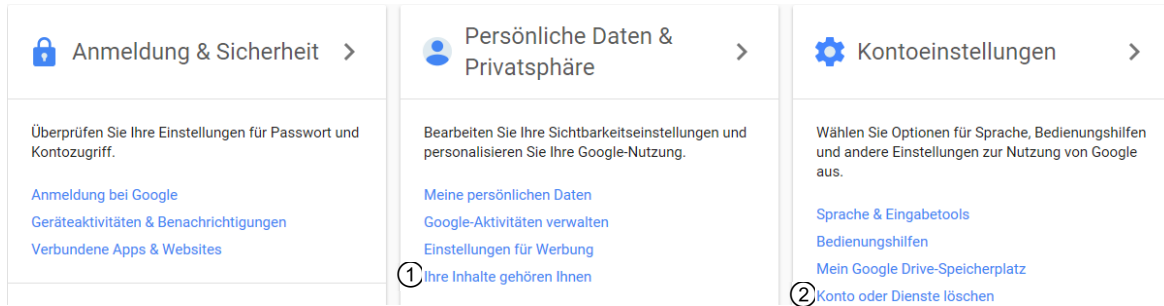 Anmeldung & Sicherheit
Überprüfen Sie Ihre Einstellungen für Passwort und
Kontozugriff.
Anmeldung bei Google
Geräteaktivitäten & Benachrichtigungen
Verbundene Apps & Websites
Persönliche Daten &
Privatsphäre
Bearbeiten Sie Ihre Sichtbarkeitseinstellungen und
personalisieren Sie Ihre Google-Nutzung.
Meine persönlichen Daten
Google-Aktivitäten verwalten
Einstellungen für Werbung
1 Ihre Inhalte gehören Ihnen
Kontoeinstellungen
Wählen Sie Optionen für Sprache, Bedienungshilfen
und andere Einstellungen zur Nutzung von Google
aus.
Sprache & Eingabetools
Bedienungshilfen
Mein Google Drive-Speicherplatz
2 Konto oder Dienste löschen